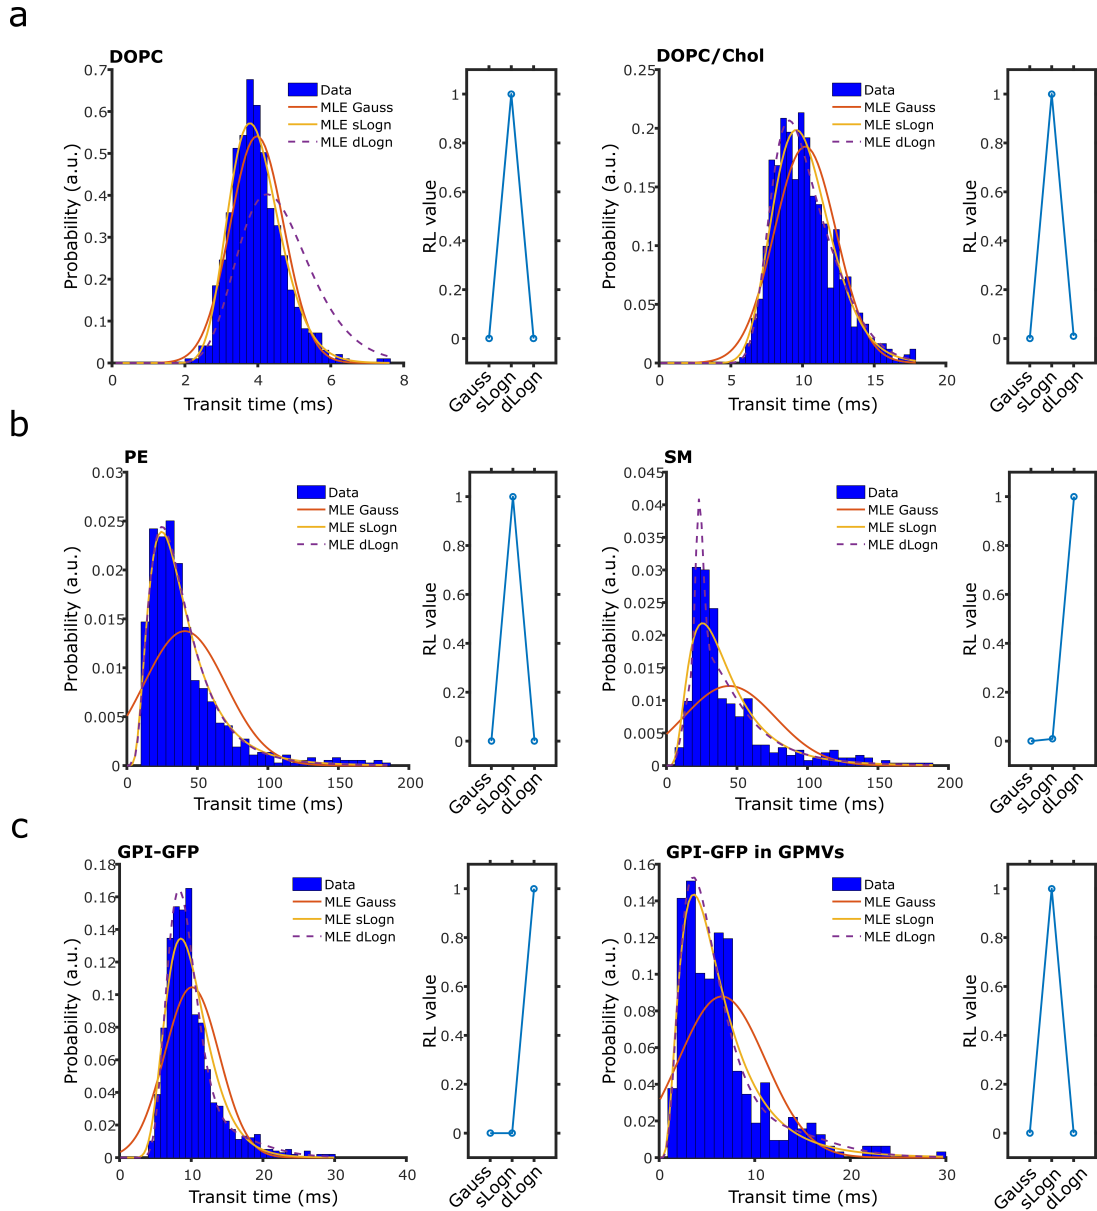 a
DOPC
0.7
0.6
0.5
0.4
0.3
0.2
0.1
0
Probability (a.u.)
0 2 4 6 8
Transit time (ms)
Data
MLE Gauss
MLE sLogn
MLE dLogn
1
0.8
0.6
0.4
0.2
0
RL value
Gauss
sLogn
dLogn
DOPC/Chol
0.25
0.2
0.15
0.1
0.05
0
Probability (a.u.)
0 5 10 15 20
Transit time (ms)
Data
MLE Gauss
MLE sLogn
MLE dLogn
1
0.8
0.6
0.4
0.2
0
RL value
Gauss
sLogn
dLogn
b
PE
0.03
0.025
0.02
0.015
0.01
0.005
0
Probability (a.u.)
0 50 100 150 200
Transit time (ms)
Data
MLE Gauss
MLE sLogn
MLE dLogn
1
0.8
0.6
0.4
0.2
0
RL value
Gauss
sLogn
dLogn
SM
0.045
0.04
0.035
0.03
0.025
0.02
0.015
0.01
0.005
0
Probability (a.u.)
0 50 100 150 200
Transit time (ms)
Data
MLE Gauss
MLE sLogn
MLE dLogn
1
0.8
0.6
0.4
0.2
0
RL value
Gauss
sLogn
dLogn
c
GPI-GFP
0.18
0.16
0.14
0.12
0.1
0.08
0.06
0.04
0.02
0
Probability (a.u.)
0 10 20 30 40
Transit time (ms)
Data
MLE Gauss
MLE sLogn
MLE dLogn
1
0.8
0.6
0.4
0.2
0
RL value
Gauss
sLogn
dLogn
GPI-GFP in GPMVs
0.16
0.14
0.12
0.1
0.08
0.06
0.04
0.02
0
Probability (a.u.)
0 10 20 30
Transit time (ms)
Data
MLE Gauss
MLE sLogn
MLE dLogn
1
0.8
0.6
0.4
0.2
0
RL value
Gauss
sLogn
dLogn